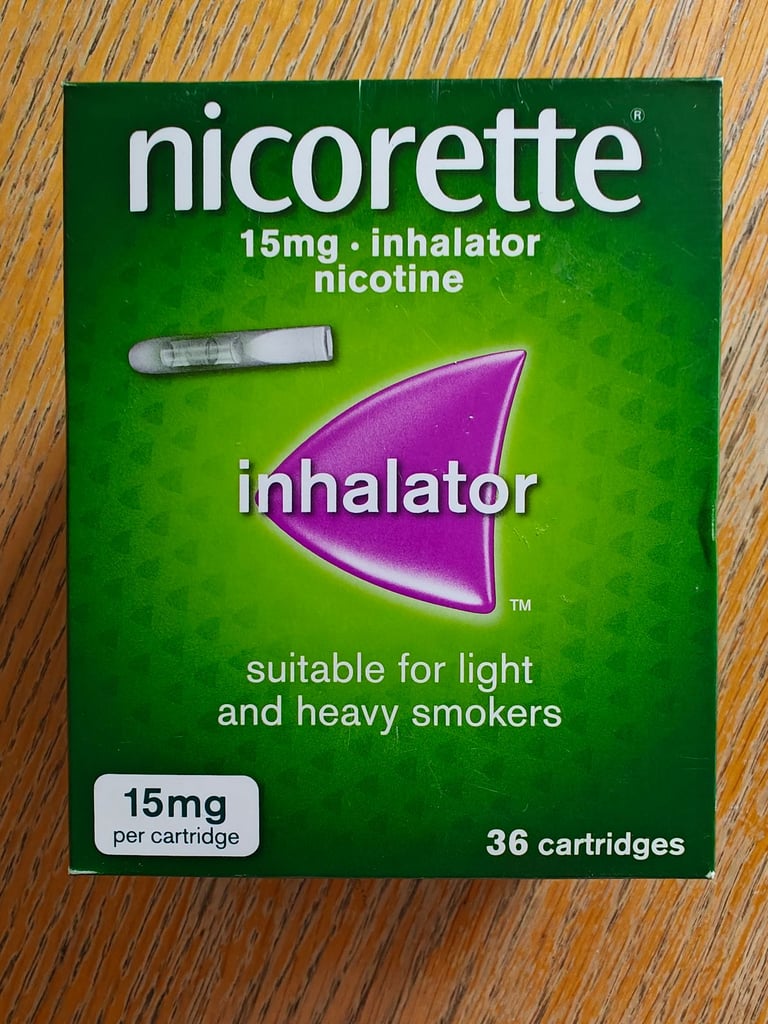 nicorette®
15mg · inhalator
nicotine
inhalator
TM
suitable for light
and heavy smokers
15mg
per cartridge
36 cartridges